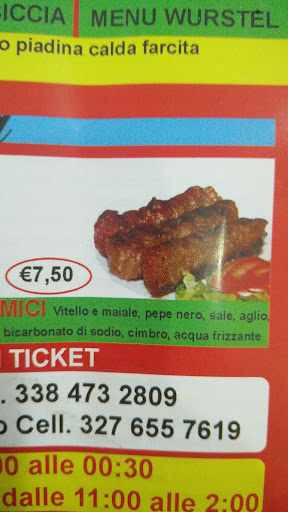 SICCIA MENU WURSTEL
o piadina calda farcita
€7,50
MICI Vitello e maiale, pepe nero, sale, aglio,
bicarbonato di sodio, cimbro, acqua frizzante
TICKET
. 338 473 2809
o Cell. 327 655 7619
00 alle 00:30
dalle 11:00 alle 2:00